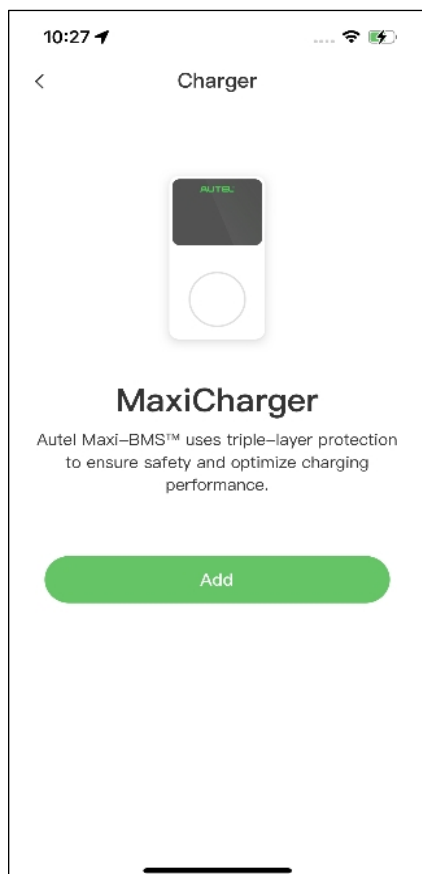 10:27
Charger
AUTEL
MaxiCharger
Autel Maxi-BMS™ uses triple-layer protection
to ensure safety and optimize charging
performance.
Add